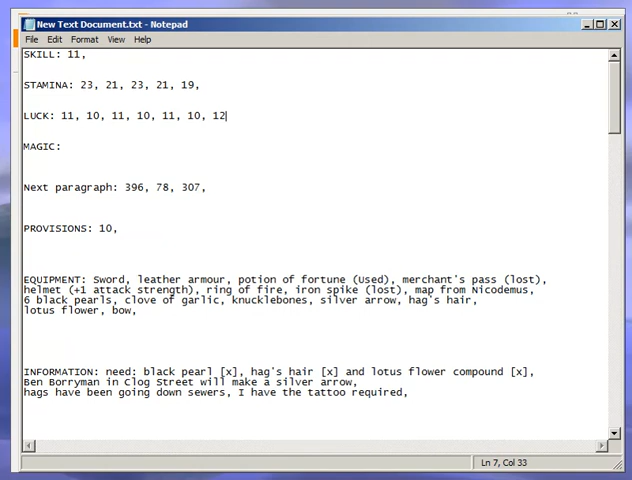 New Text Document.txt - Notepad
File Edit Format View Help
SKILL: 11,
STAMINA: 23, 21, 23, 21, 19,
LUCK: 11, 10, 11, 10, 11, 10, 12
MAGIC:
Next paragraph: 396, 78, 307,
PROVISIONS: 10,
EQUIPMENT: Sword, leather armour, potion of fortune (Used), merchant's pass (lost),
helmet (+1 attack strength), ring of fire, iron spike (lost), map from Nicodemus,
6 black pearls, clove of garlic, knucklebones, silver arrow, hag's hair,
lotus flower, bow,
INFORMATION: need: black pearl [x], hag's hair [x] and lotus flower compound [x],
Ben Borryman in Clog Street will make a silver arrow,
hags have been going down sewers, I have the tattoo required,
Ln 7, Col 33